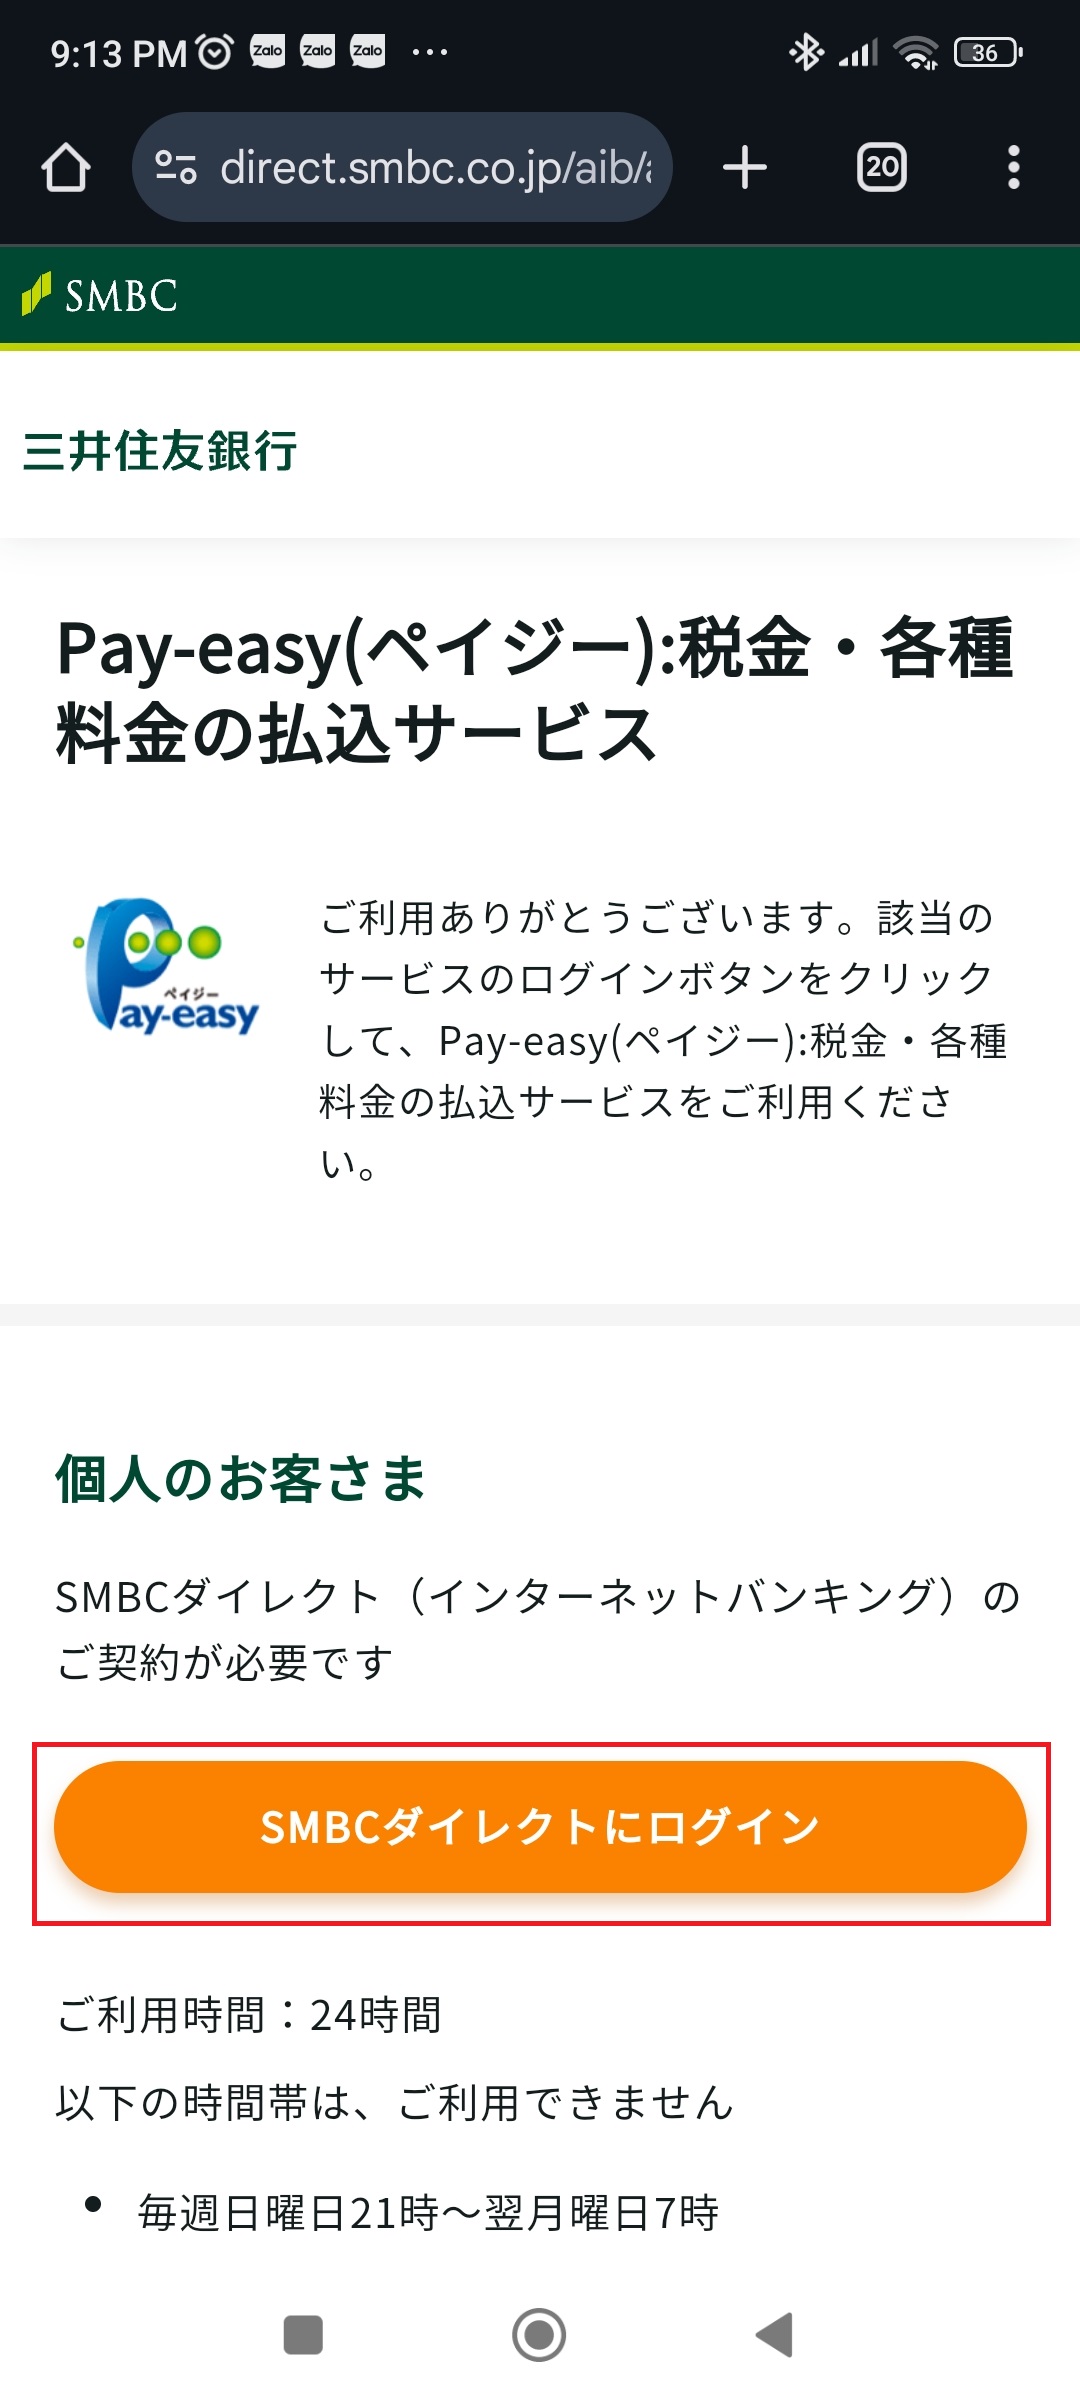 9:13 PM Zalo Zalo Zalo ... 36
direct.smbc.co.jp/aib/ 20
SMBC
三井住友銀行
Pay-easy(ペイジー):税金・各種
料金の払込サービス
ペイジー
Pay-easy
ご利用ありがとうございます。該当の
サービスのログインボタンをクリック
して、Pay-easy(ペイジー):税金・各種
料金の払込サービスをご利用くださ
い。
個人のお客さま
SMBCダイレクト（インターネットバンキング）の
ご契約が必要です
SMBCダイレクトにログイン
ご利用時間：24時間
以下の時間帯は、ご利用できません
• 毎週日曜日21時～翌月曜日7時